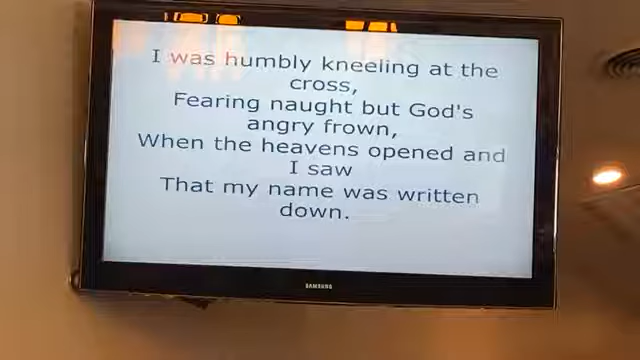 I was humbly kneeling at the
cross,
Fearing naught but God's
angry frown,
When the heavens opened and
I saw
That my name was written
down.
SAMSUNG